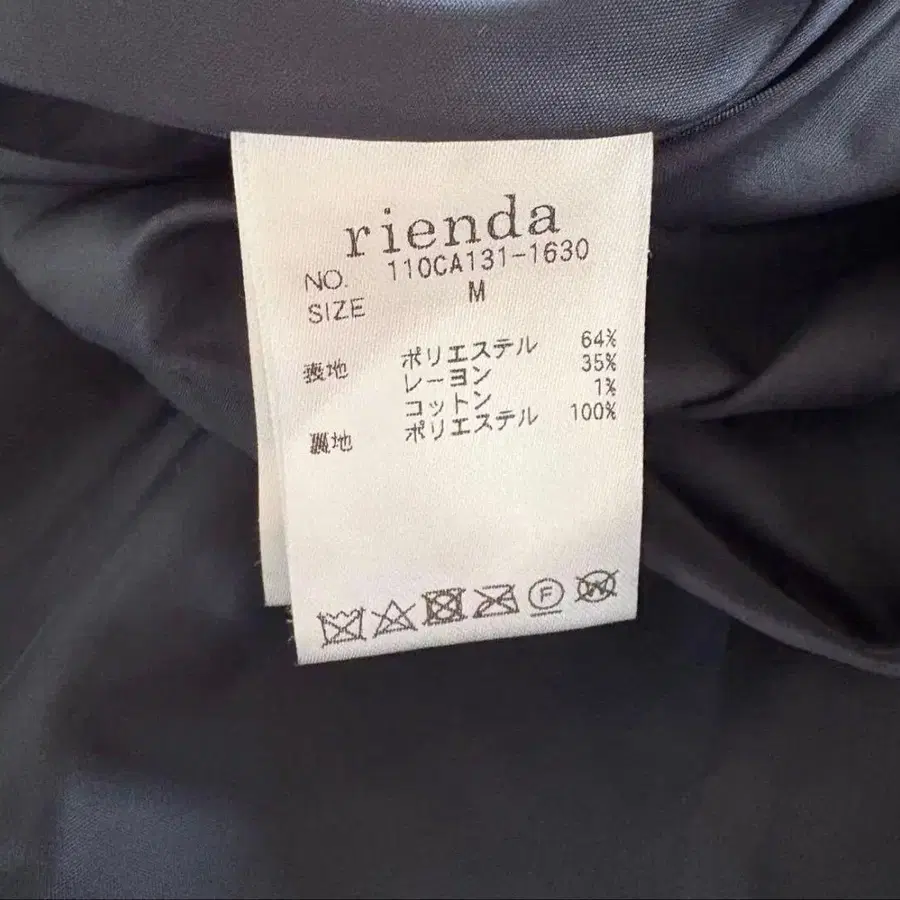 rienda
NO. 110CA131-1630
SIZE M
表地 ポリエステル 64%
レーヨン 35%
コットン 1%
裏地 ポリエステル 100%
F
W